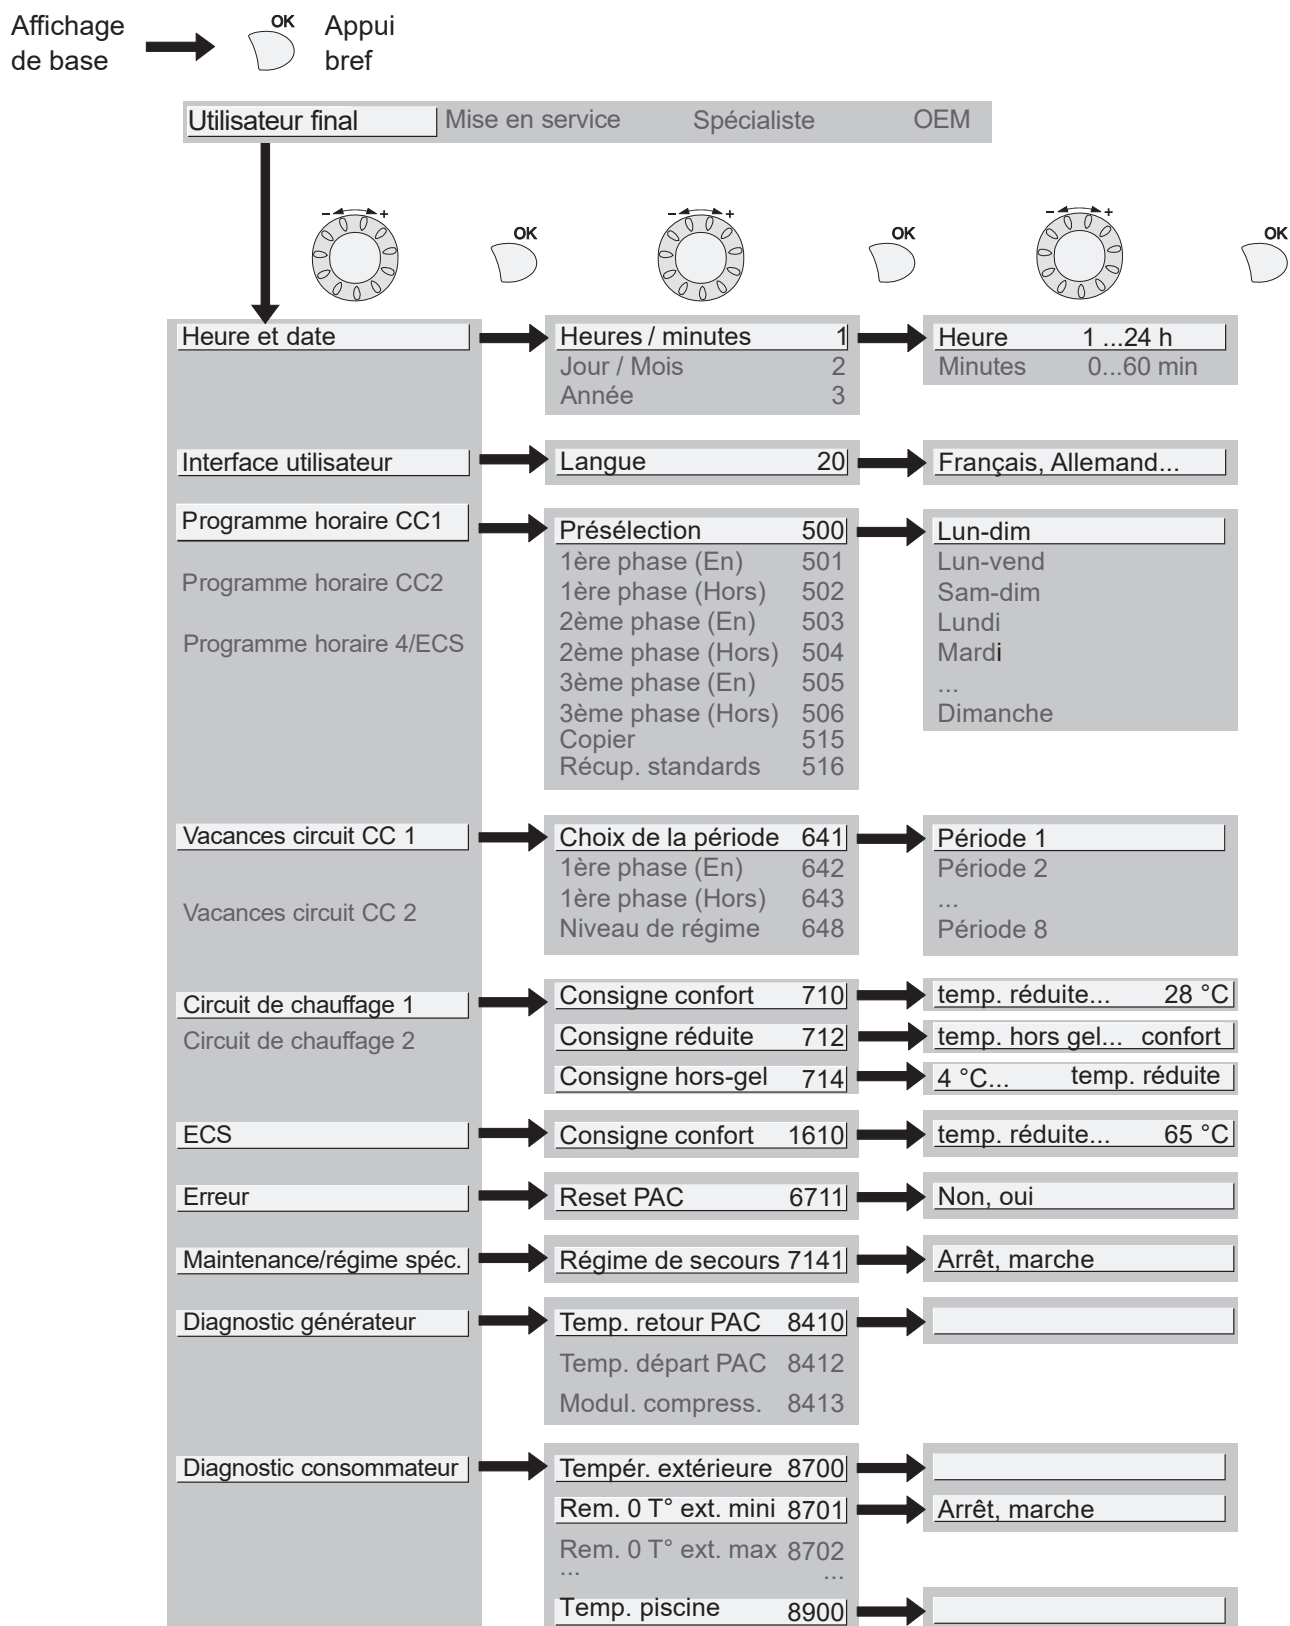 Affichage de base
OK
Appui bref
Utilisateur final Mise en service Spécialiste OEM
- + OK - + OK - + OK
Heure et date
Heures / minutes 1
Jour / Mois 2
Année 3
Heure 1 ...24 h
Minutes 0...60 min
Interface utilisateur
Langue 20
Français, Allemand...
Programme horaire CC1
Programme horaire CC2
Programme horaire 4/ECS
Présélection 500
1ère phase (En) 501
1ère phase (Hors) 502
2ème phase (En) 503
2ème phase (Hors) 504
3ème phase (En) 505
3ème phase (Hors) 506
Copier 515
Récup. standards 516
Lun-dim
Lun-vend
Sam-dim
Lundi
Mardi
...
Dimanche
Vacances circuit CC 1
Vacances circuit CC 2
Choix de la période 641
1ère phase (En) 642
1ère phase (Hors) 643
Niveau de régime 648
Période 1
Période 2
...
Période 8
Circuit de chauffage 1
Circuit de chauffage 2
Consigne confort 710
temp. réduite... 28 °C
Consigne réduite 712
temp. hors gel... confort
Consigne hors-gel 714
4 °C... temp. réduite
ECS
Consigne confort 1610
temp. réduite... 65 °C
Erreur
Reset PAC 6711
Non, oui
Maintenance/régime spéc.
Régime de secours 7141
Arrêt, marche
Diagnostic générateur
Temp. retour PAC 8410
Temp. départ PAC 8412
Modul. compress. 8413
Diagnostic consommateur
Tempér. extérieure 8700
Rem. 0 T° ext. mini 8701
Arrêt, marche
Rem. 0 T° ext. max 8702
... ...
Temp. piscine 8900